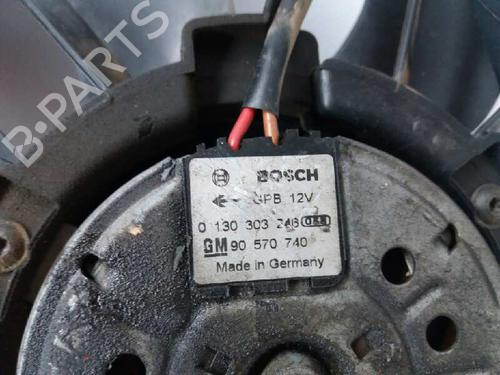 BOSCH
GPB 12V
0 130 303 246
GM 90 570 740
Made in Germany
B-PARTS